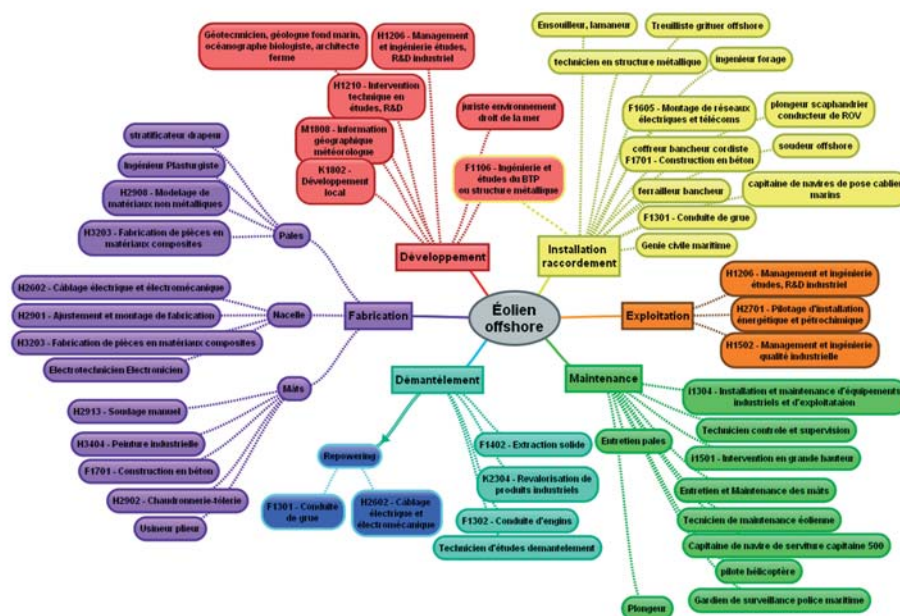 Éolien
offshore
Développement
Géotechnicien, géologue fond marin,
océanographe biologiste, architecte
ferme
H1206 - Management
et ingénierie études,
R&D industriel
H1210 - Intervention
technique en
études, R&D
M1808 - Information
géographique
météorologue
K1802 -
Développement
local
juriste environnement
droit de la mer
F1106 - Ingénierie et
études du BTP
ou structure métallique
Installation
raccordement
Ensouilleur, lamaneur
Treuilliste grituer offshore
technicien en structure métallique
ingenieur forage
F1605 - Montage de réseaux
électriques et télécoms
plongeur scaphandrier
conducteur de ROV
coffreur bancheur cordiste
F1701 - Construction en béton
soudeur offshore
ferrailleur bancheur
capitaine de navires de pose cablier
marins
F1301 - Conduite de grue
Genie civile maritime
Exploitation
H1206 - Management et ingénierie
études, R&D industriel
H2701 - Pilotage d'installation
énergétique et pétrochimique
H1502 - Management et ingénierie
qualité industrielle
Maintenance
I1304 - Installation et maintenance d'équipements
industriels et d'exploitataion
Technicien controle et supervision
Entretien pales
I1501 - Intervention en grande hauteur
Entretien et Maintenance des mâts
Tecnicien de maintenance éolienne
Capitaine de navire de serviture capitaine 500
pilote hélicoptère
Gardien de surveillance police maritime
Plongeur
Démantèlement
Repowering
F1301 - Conduite
de grue
H2602 - Câblage
électrique et
électromécanique
F1402 - Extraction solide
K2304 - Revalorisation de
produits industriels
F1302 - Conduite d'engins
Technicien d'études demantelement
Fabrication
Pales
stratificateur drapeur
Ingénieur Plasturgiste
H2908 - Modelage de
matériaux non métalliques
H3203 - Fabrication de pièces en
matériaux composites
Nacelle
H2602 - Câblage électrique et électromécanique
H2901 - Ajustement et montage de fabrication
H3203 - Fabrication de pièces en matériaux composites
Electrotechnicien Electronicien
Mâts
H2913 - Soudage manuel
H3404 - Peinture industrielle
F1701 - Construction en béton
H2902 - Chaudronnerie-tôlerie
Usineur plieur